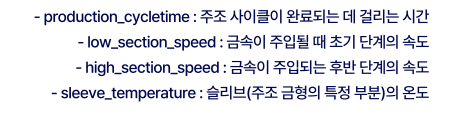 - production_cycletime : 주조 사이클이 완료되는 데 걸리는 시간
- low_section_speed : 금속이 주입될 때 초기 단계의 속도
- high_section_speed : 금속이 주입되는 후반 단계의 속도
- sleeve_temperature : 슬리브(주조 금형의 특정 부분)의 온도